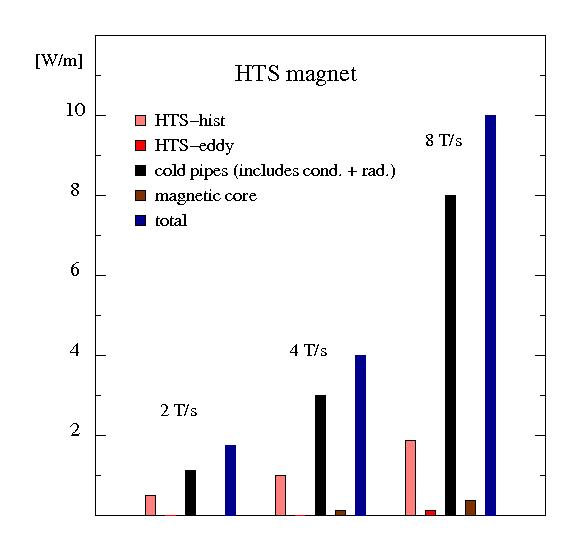 [W/m]
HTS magnet
10
HTS−hist
8 T/s
HTS−eddy
cold pipes (includes cond. + rad.)
8
magnetic core
total
6
4 T/s
4
2 T/s
2